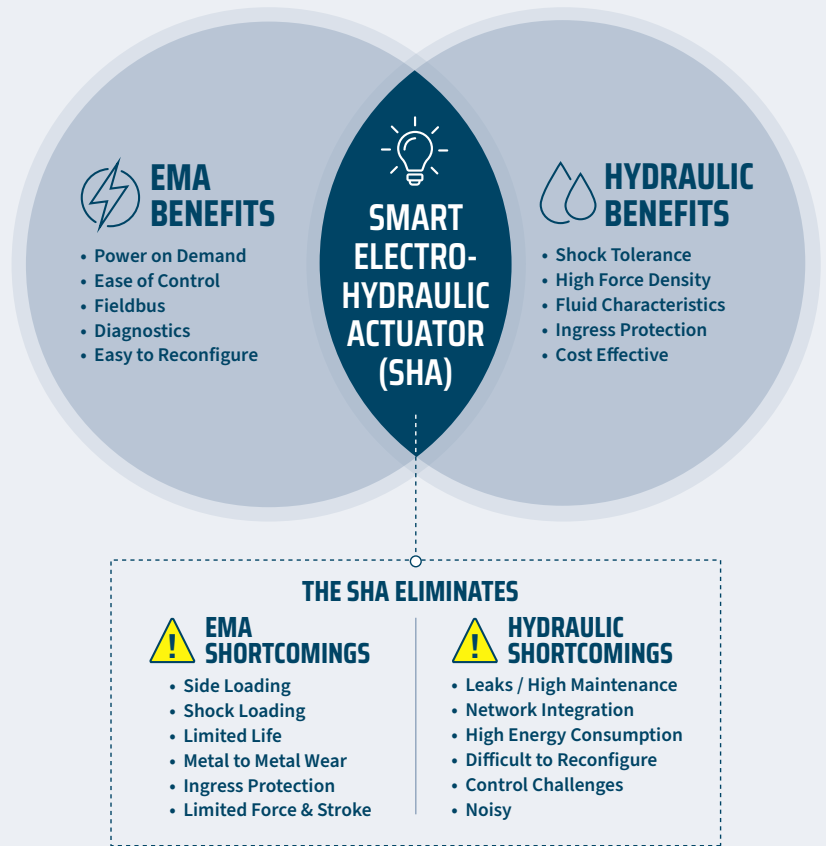 EMA
BENEFITS
• Power on Demand
• Ease of Control
• Fieldbus
• Diagnostics
• Easy to Reconfigure
SMART
ELECTRO-
HYDRAULIC
ACTUATOR
(SHA)
HYDRAULIC
BENEFITS
• Shock Tolerance
• High Force Density
• Fluid Characteristics
• Ingress Protection
• Cost Effective
THE SHA ELIMINATES
! EMA
SHORTCOMINGS
• Side Loading
• Shock Loading
• Limited Life
• Metal to Metal Wear
• Ingress Protection
• Limited Force & Stroke
! HYDRAULIC
SHORTCOMINGS
• Leaks / High Maintenance
• Network Integration
• High Energy Consumption
• Difficult to Reconfigure
• Control Challenges
• Noisy